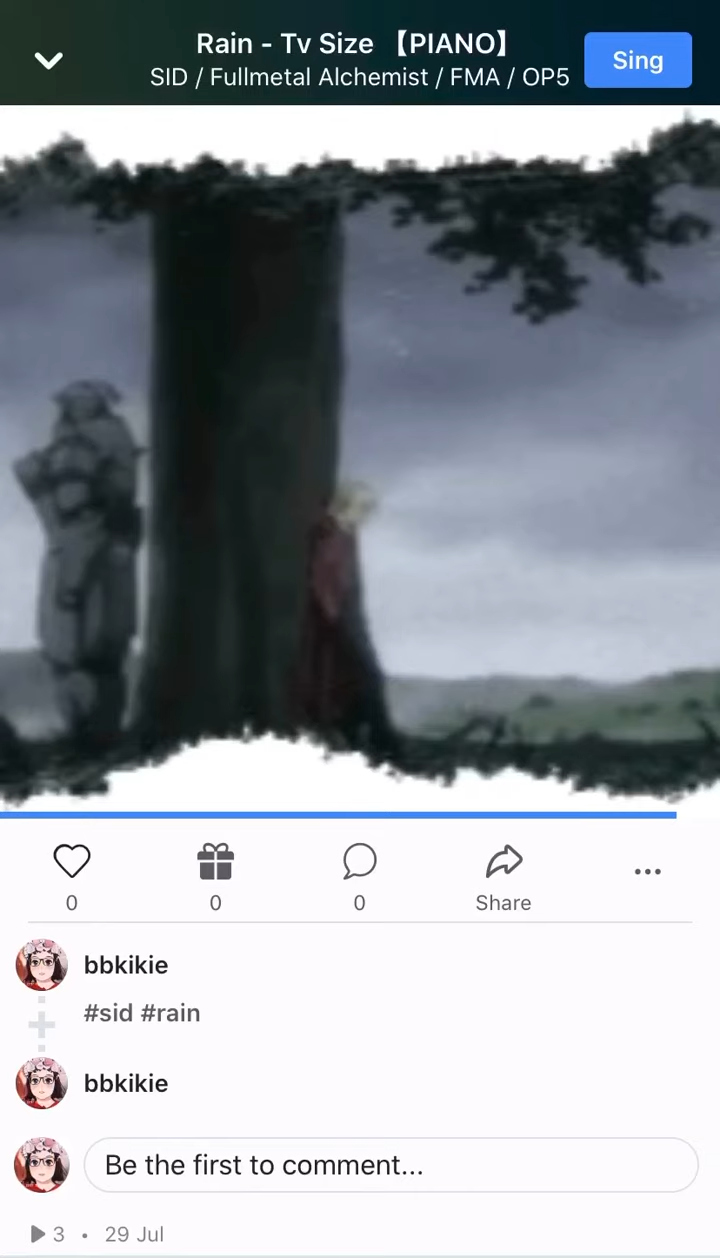 Rain - Tv Size 【PIANO】
SID / Fullmetal Alchemist / FMA / OP5
Sing
0
0
0
Share
bbkikie
#sid #rain
bbkikie
Be the first to comment...
3 • 29 Jul